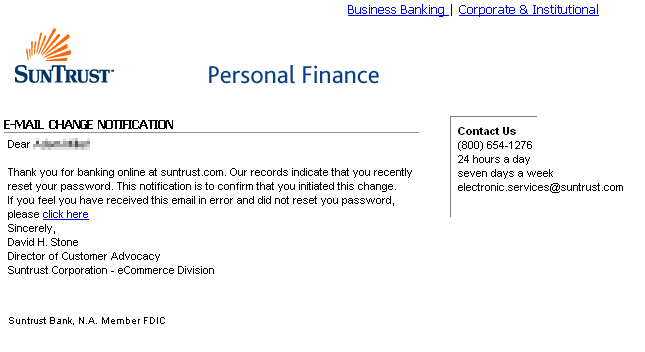 Business Banking | Corporate & Institutional
SUNTRUST
Personal Finance
E-MAIL CHANGE NOTIFICATION
Dear
Thank you for banking online at suntrust.com. Our records indicate that you recently
reset your password. This notification is to confirm that you initiated this change.
If you feel you have received this email in error and did not reset you password,
please click here
Sincerely,
David H. Stone
Director of Customer Advocacy
Suntrust Corporation - eCommerce Division
Contact Us
(800) 654-1276
24 hours a day
seven days a week
electronic.services@suntrust.com
Suntrust Bank, N.A. Member FDIC